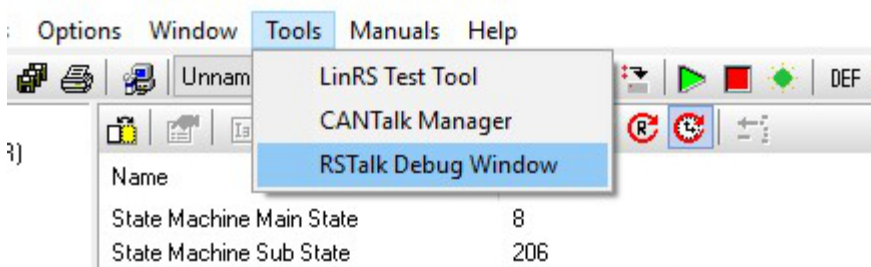 Options Window Tools Manuals Help
Unnam
LinRS Test Tool
DEF
CANTalk Manager
RSTalk Debug Window
Name
State Machine Main State 8
State Machine Sub State 206